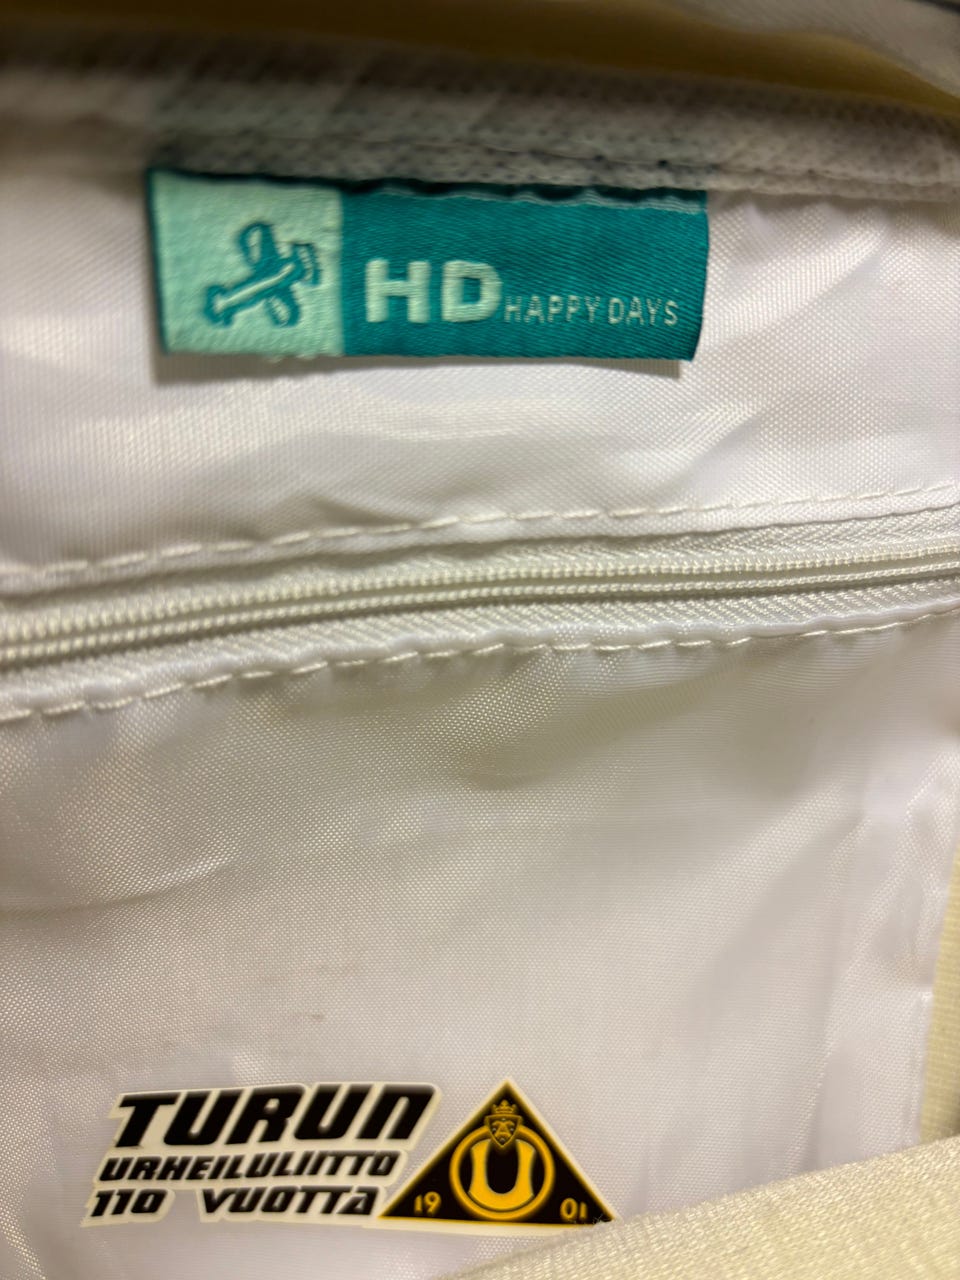 HD HAPPY DAYS
TURUN
URHEILULIITTO
110 VUOTTA
U
19 01